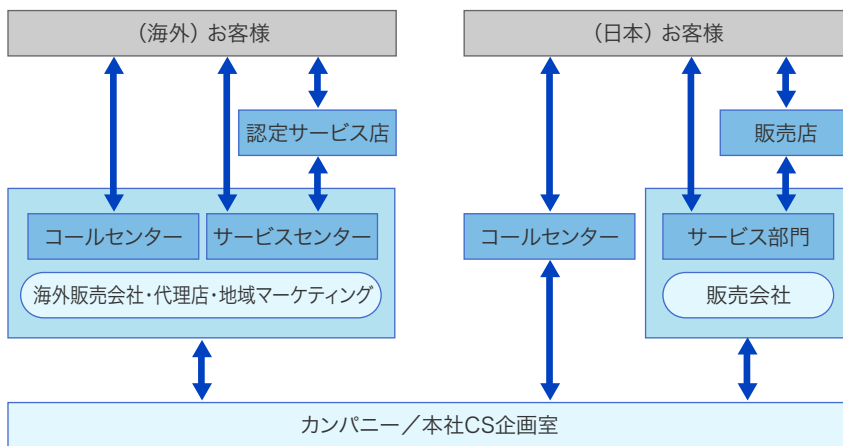 （海外）お客様
（日本）お客様
認定サービス店
販売店
コールセンター
サービスセンター
コールセンター
サービス部門
海外販売会社・代理店・地域マーケティング
販売会社
カンパニー／本社CS企画室